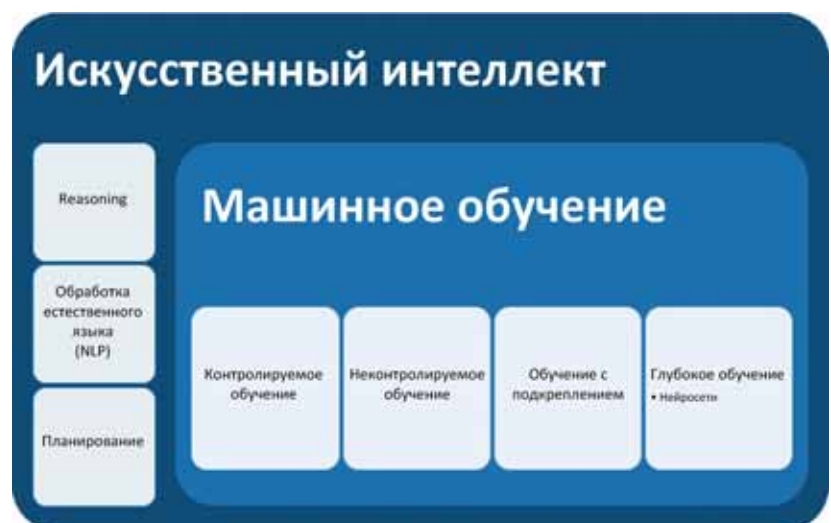 Искусственный интеллект
Reasoning
Обработка
естественного
языка
(NLP)
Планирование
Машинное обучение
Контролируемое
обучение
Неконтролируемое
обучение
Обучение с
подкреплением
Глубокое обучение
• Нейросети